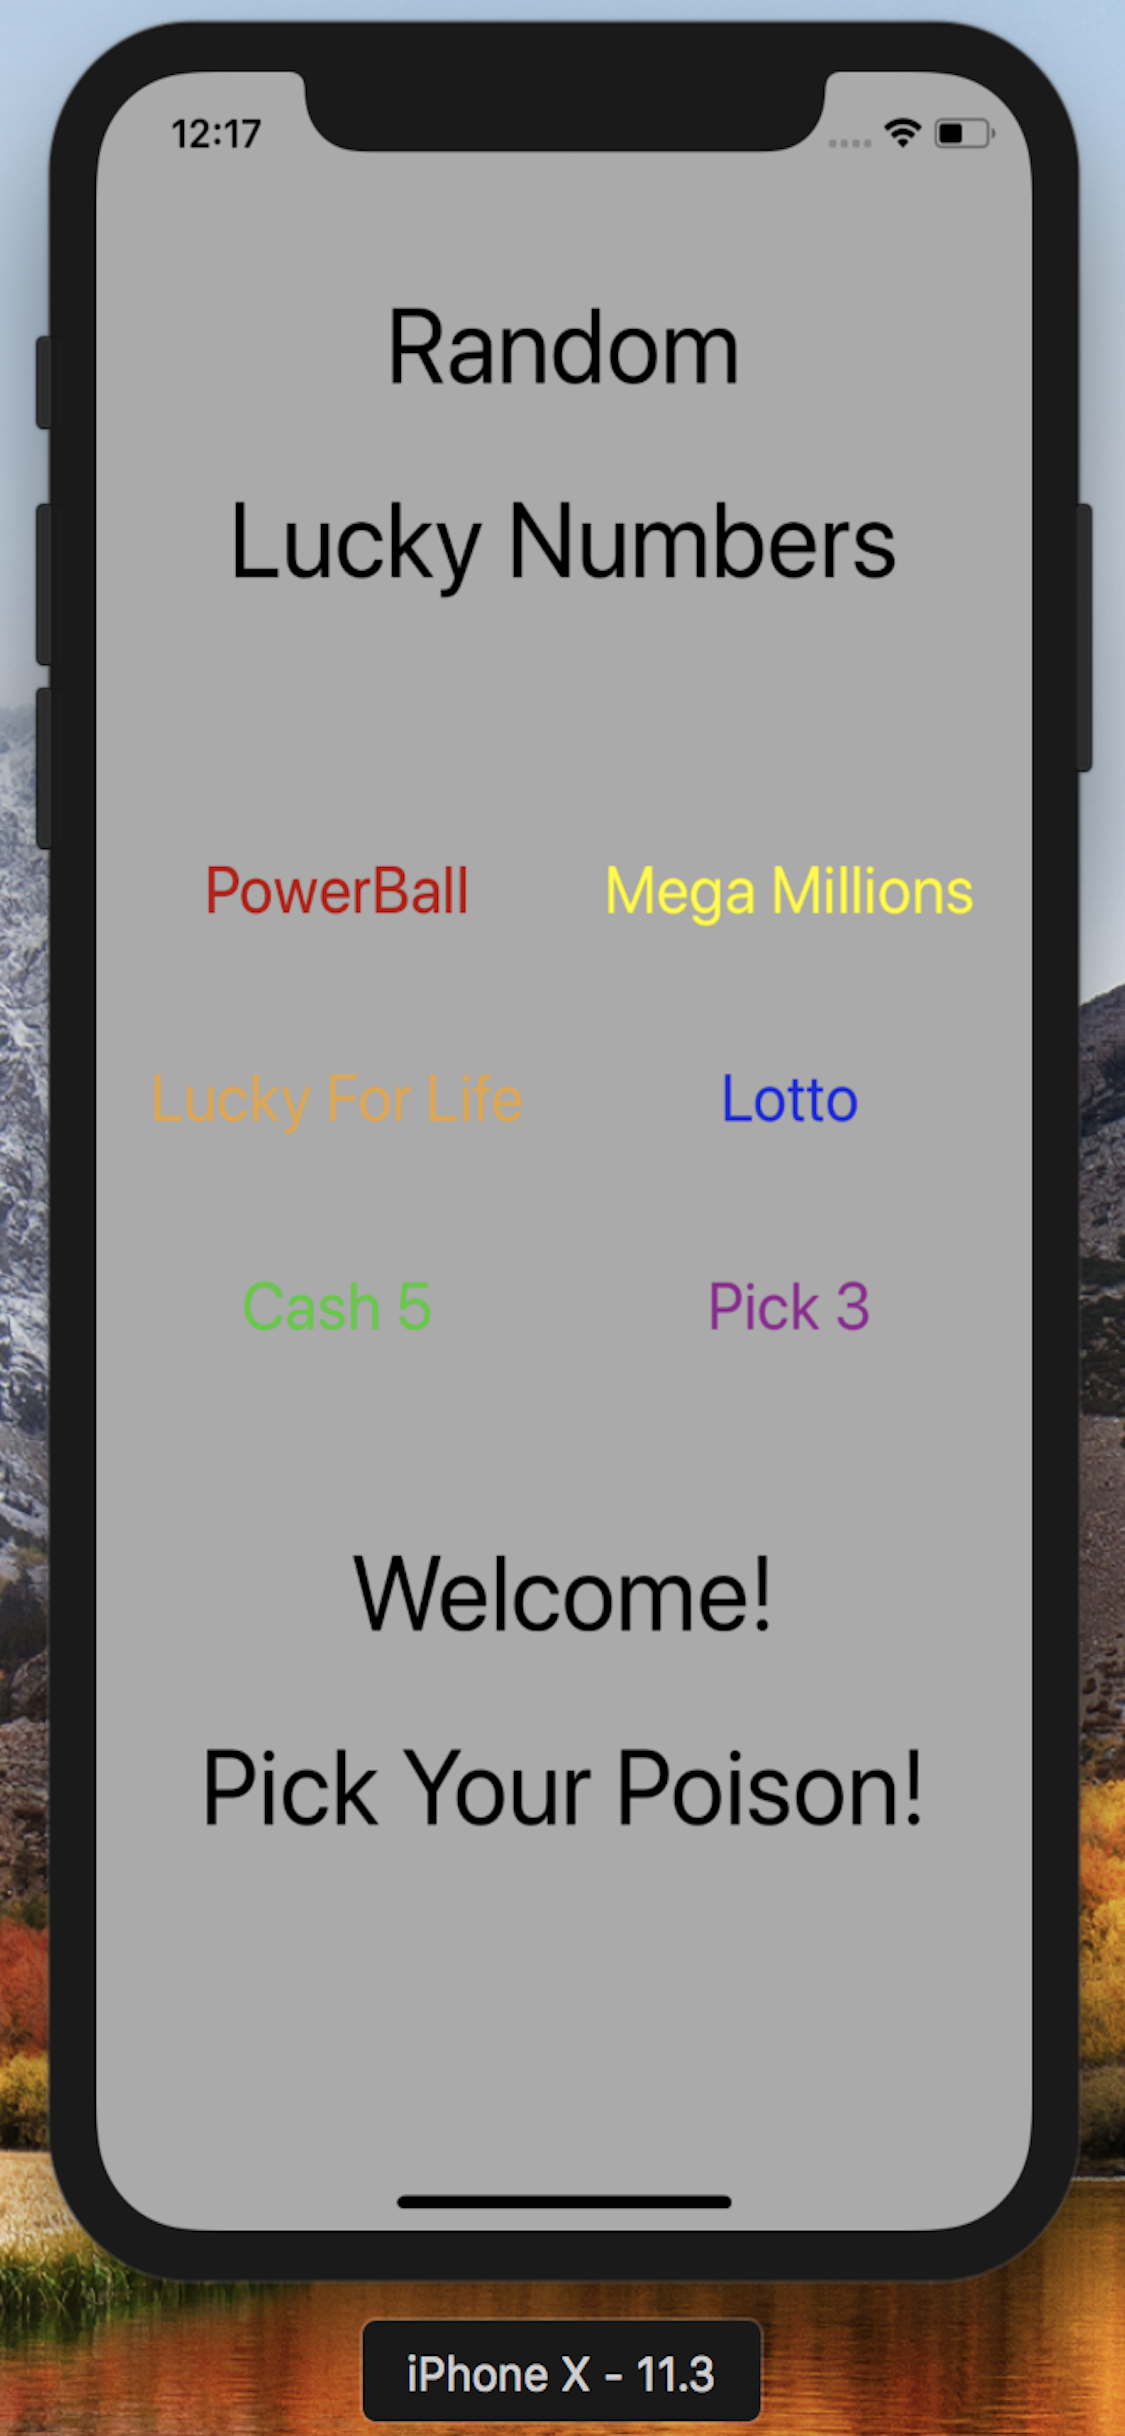 12:17
Random
Lucky Numbers
PowerBall
Mega Millions
Lucky For Life
Lotto
Cash 5
Pick 3
Welcome!
Pick Your Poison!
iPhone X - 11.3